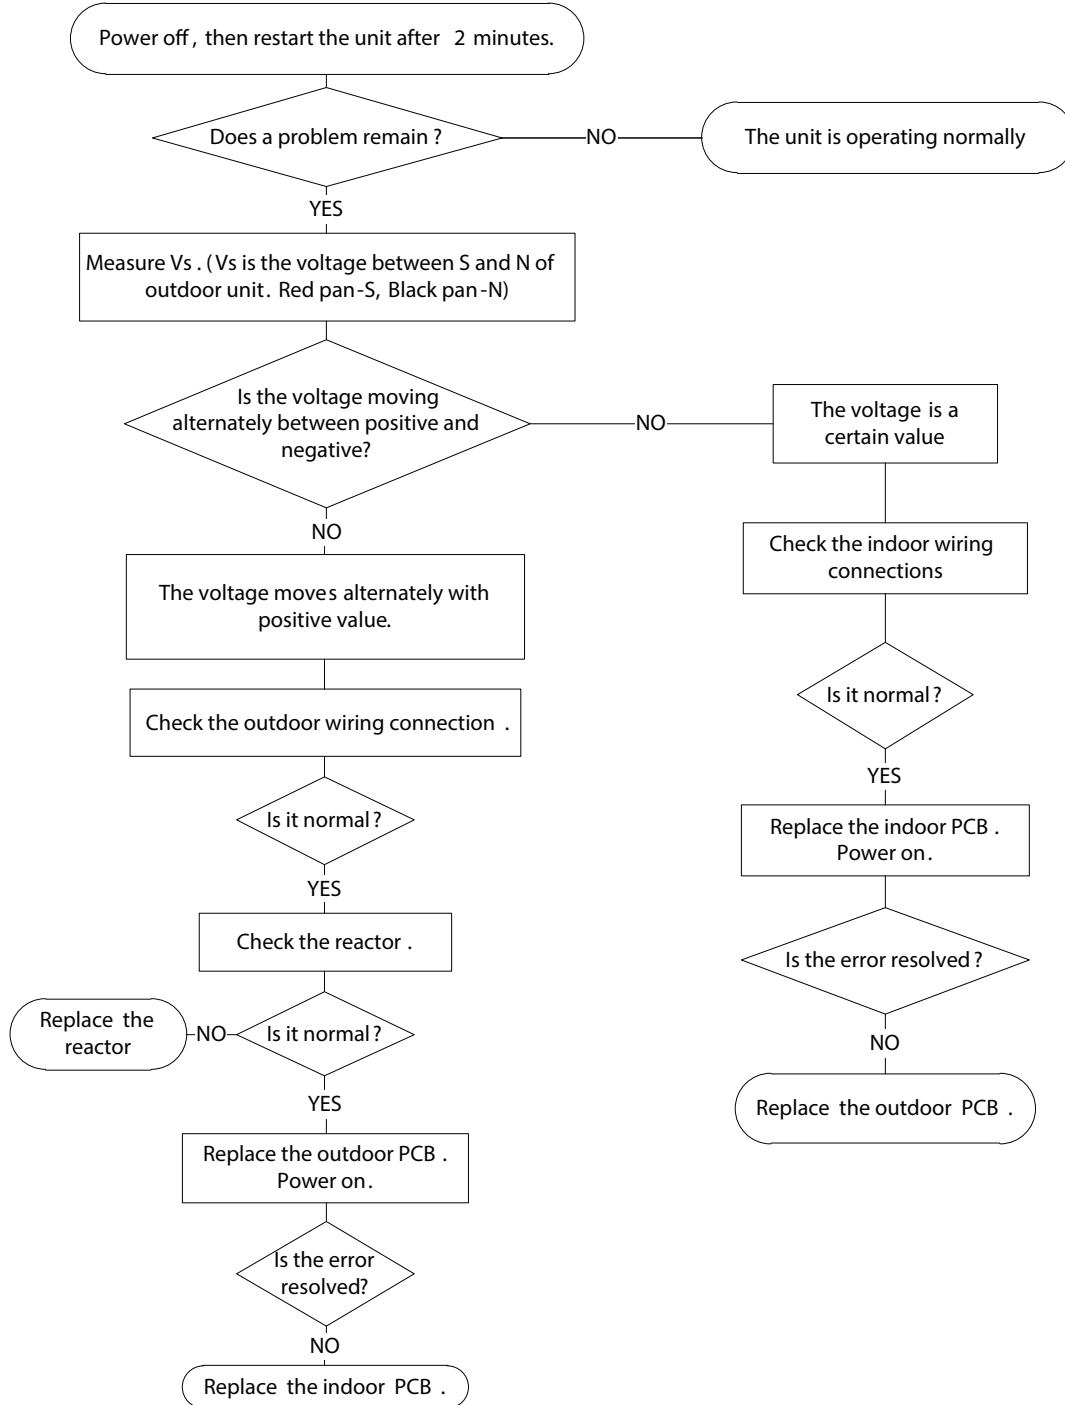 Power off, then restart the unit after 2 minutes.
Does a problem remain ?
NO
The unit is operating normally
YES
Measure Vs . (Vs is the voltage between S and N of
outdoor unit. Red pan-S, Black pan-N)
Is the voltage moving
alternately between positive and
negative?
NO
The voltage is a
certain value
NO
The voltage moves alternately with
positive value.
Check the outdoor wiring connection .
Is it normal ?
YES
Check the reactor .
Is it normal ?
NO
Replace the
reactor
YES
Replace the outdoor PCB .
Power on .
Is the error
resolved?
NO
Replace the indoor PCB .
Check the indoor wiring
connections
Is it normal ?
YES
Replace the indoor PCB .
Power on .
Is the error resolved ?
NO
Replace the outdoor PCB .